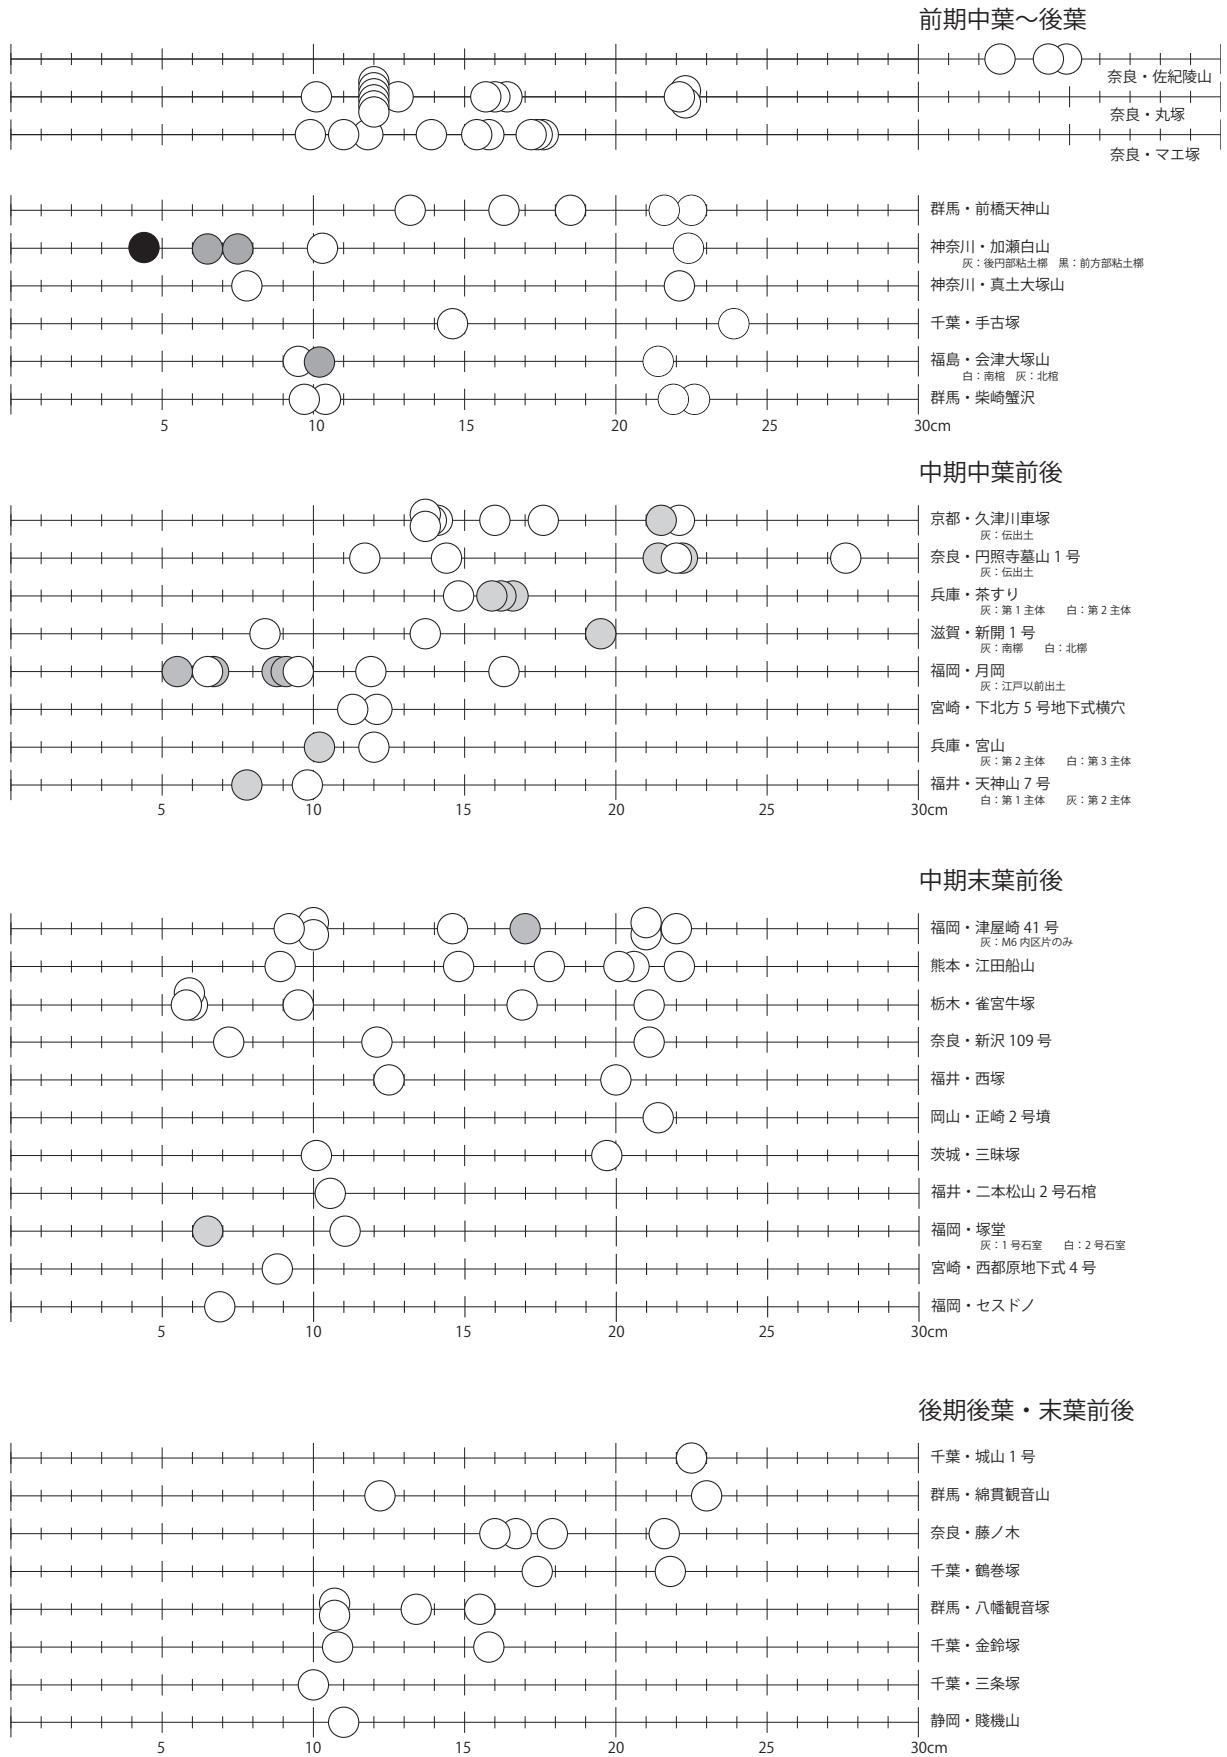 前期中葉～後葉
奈良・佐紀陵山
奈良・丸塚
奈良・マエ塚
群馬・前橋天神山
神奈川・加瀬白山
灰：後円部粘土槨　黒：前方部粘土槨
神奈川・真土大塚山
千葉・手古塚
福島・会津大塚山
白：南棺　灰：北棺
群馬・柴崎蟹沢
5 10 15 20 25 30cm
中期中葉前後
京都・久津川車塚
灰：伝出土
奈良・円照寺墓山 1 号
灰：伝出土
兵庫・茶すり
灰：第 1 主体　白：第 2 主体
滋賀・新開 1 号
灰：南槨　白：北槨
福岡・月岡
灰：江戸以前出土
宮崎・下北方 5 号地下式横穴
兵庫・宮山
灰：第 2 主体　白：第 3 主体
福井・天神山 7 号
白：第 1 主体　灰：第 2 主体
5 10 15 20 25 30cm
中期末葉前後
福岡・津屋崎 41 号
灰：M6 内区片のみ
熊本・江田船山
栃木・雀宮牛塚
奈良・新沢 109 号
福井・西塚
岡山・正崎 2 号墳
茨城・三昧塚
福井・二本松山 2 号石棺
福岡・塚堂
灰：1 号石室　白：2 号石室
宮崎・西都原地下式 4 号
福岡・セスドノ
5 10 15 20 25 30cm
後期後葉・末葉前後
千葉・城山 1 号
群馬・綿貫観音山
奈良・藤ノ木
千葉・鶴巻塚
群馬・八幡観音塚
千葉・金鈴塚
千葉・三条塚
静岡・賤機山
5 10 15 20 25 30cm